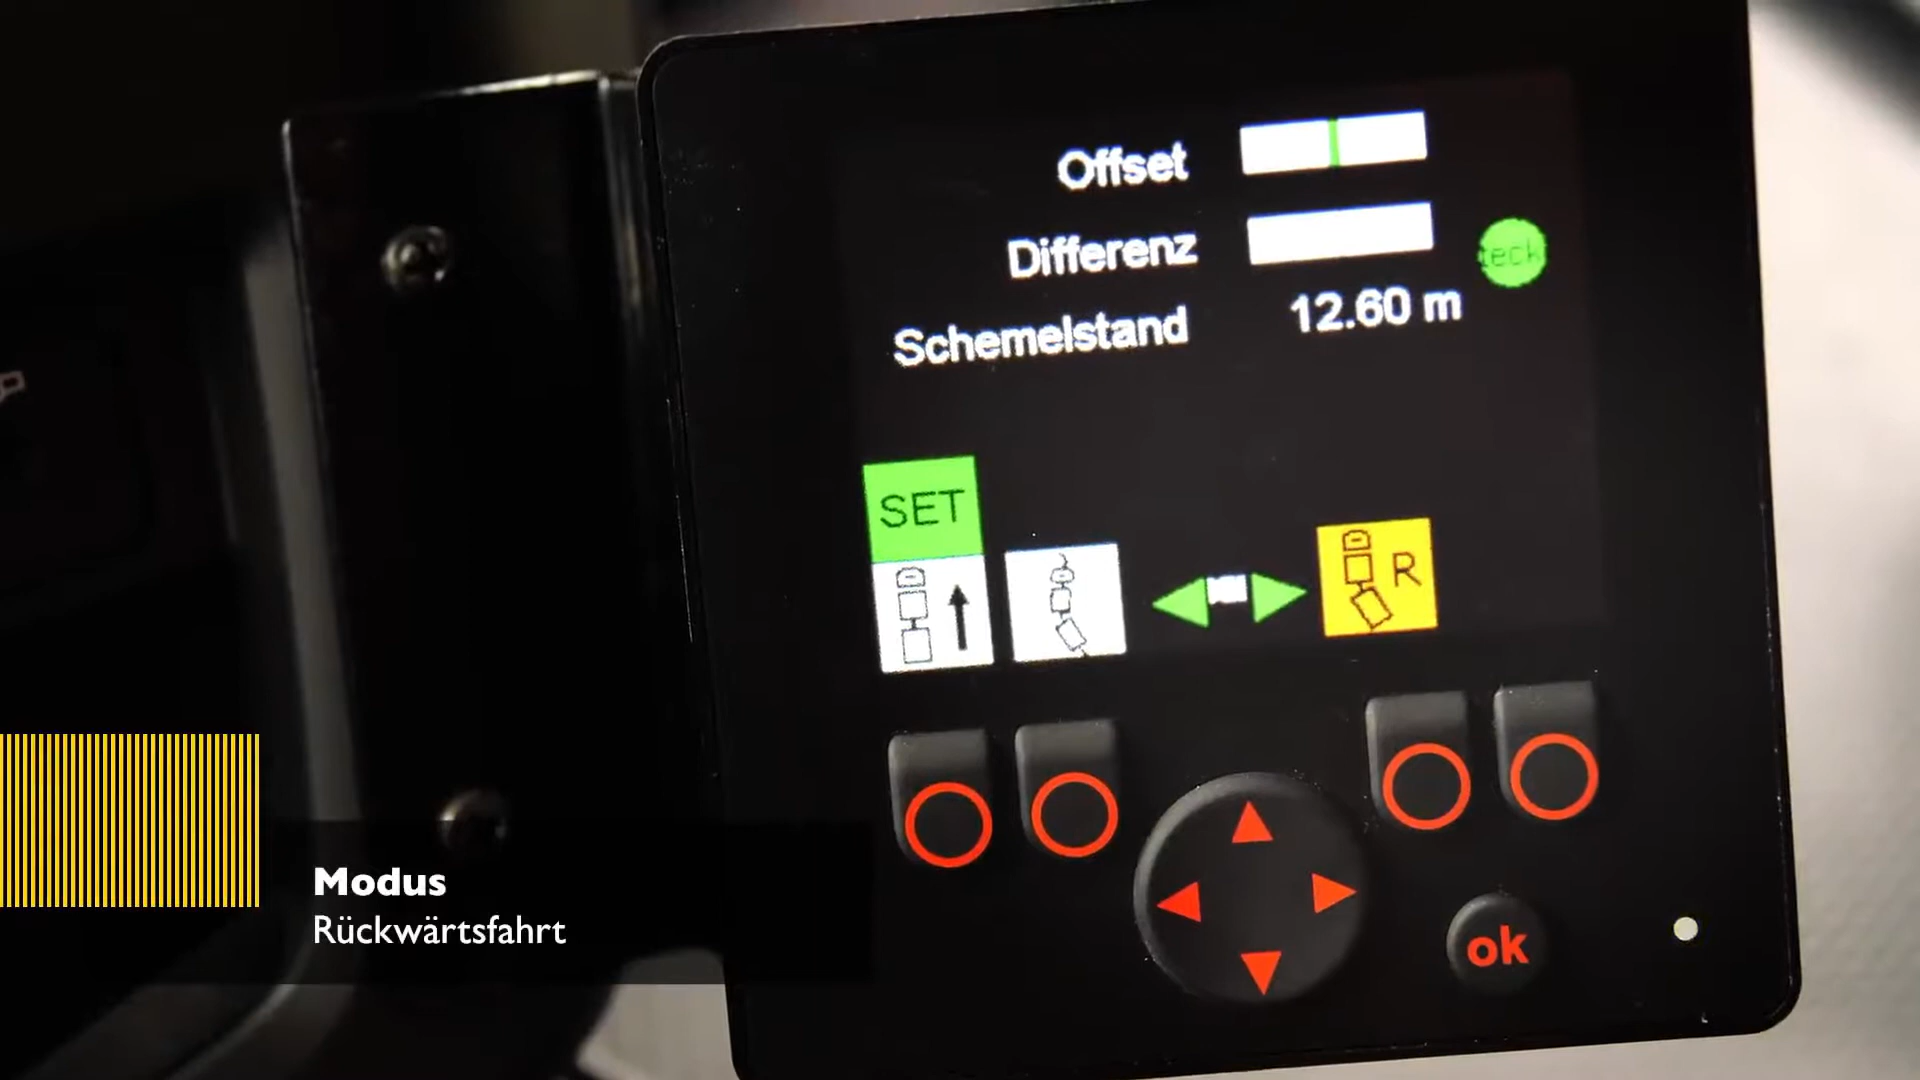 Offset
Differenz
Schemelstand 12.60 m
SET
R
ok
Modus
Rückwärtsfahrt